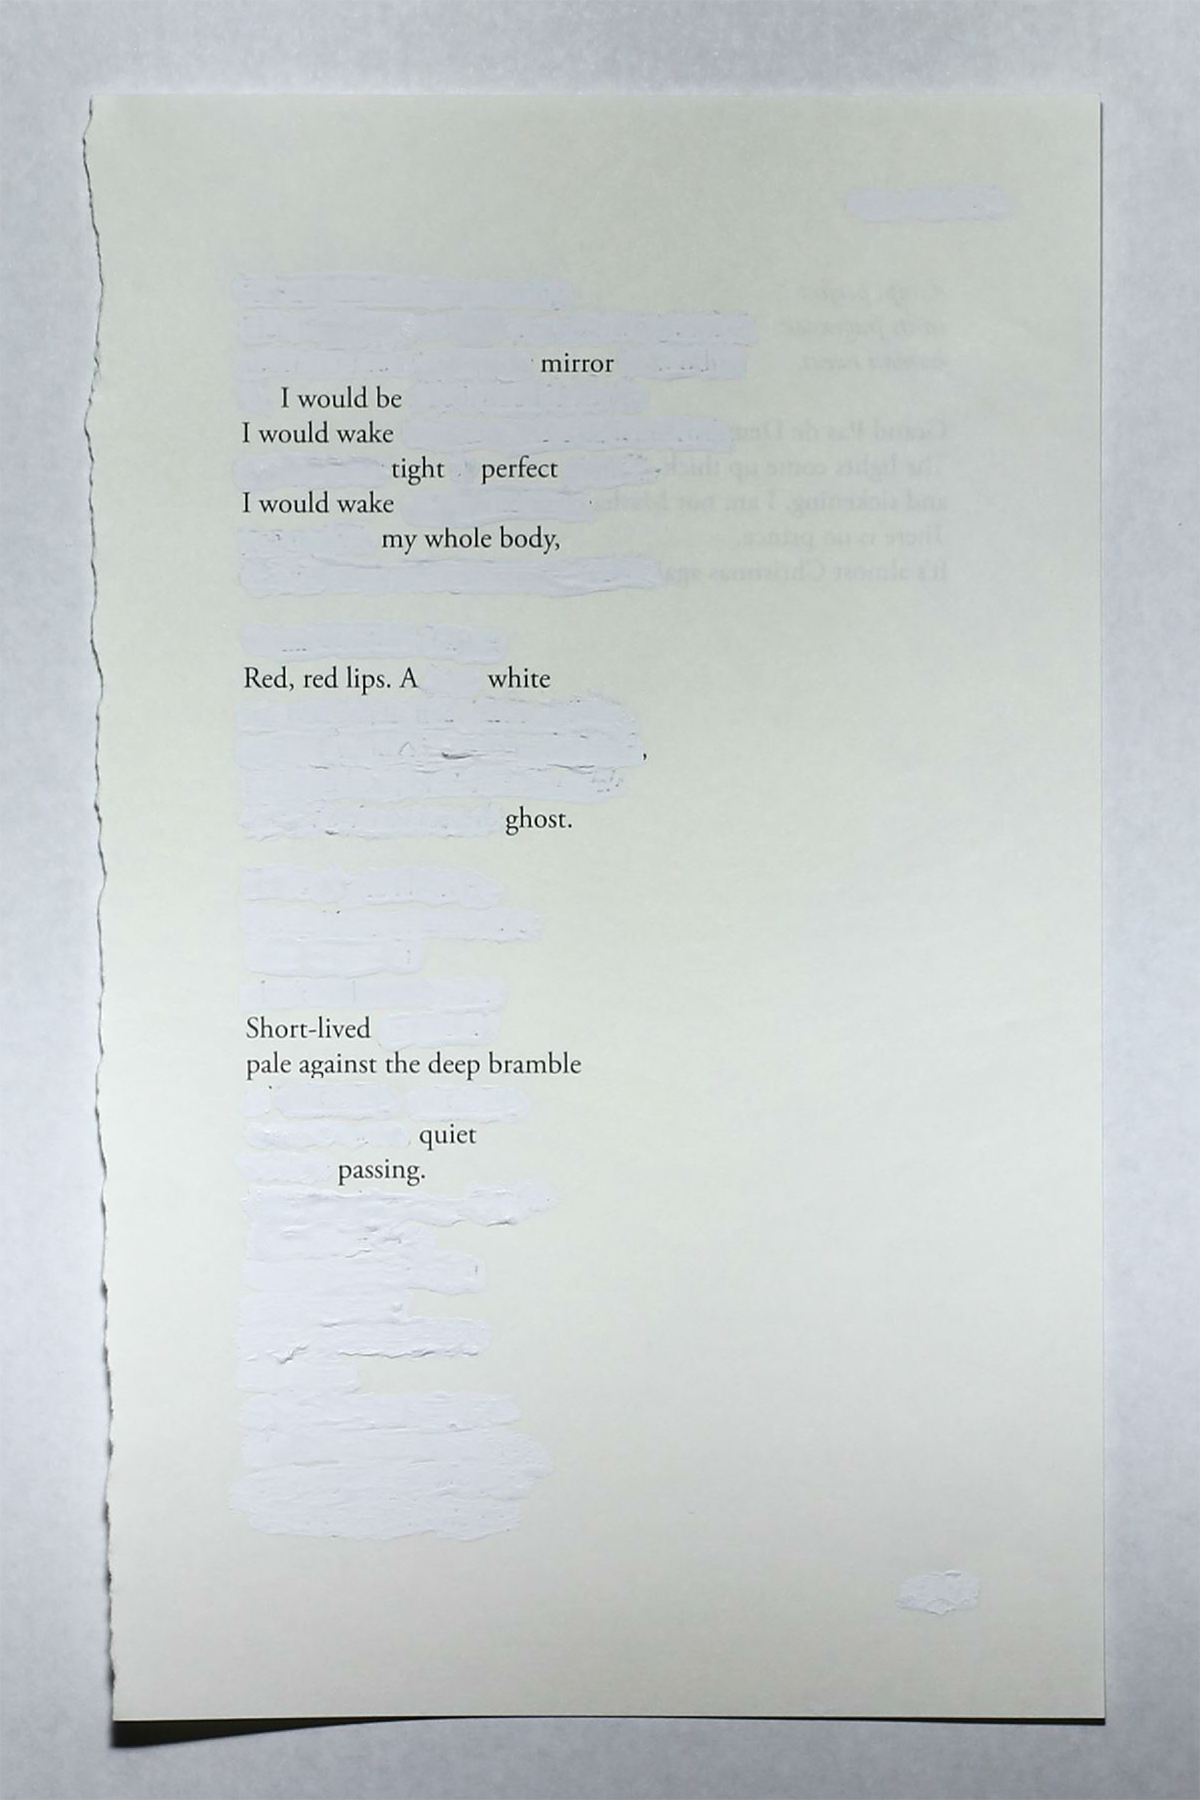 mirror
I would be
I would wake
tight perfect
I would wake
my whole body,
Red, red lips. A white
,
ghost.
Short-lived
pale against the deep bramble
quiet
passing.